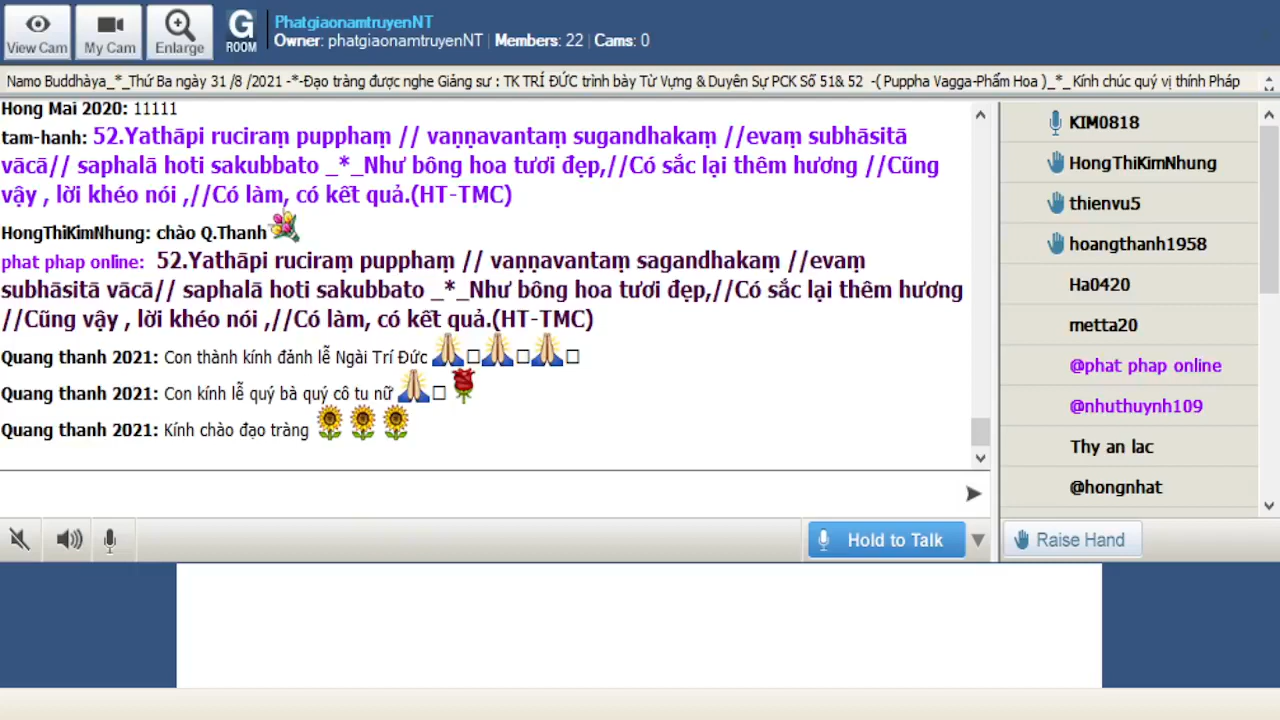 View Cam
My Cam
Enlarge
G
ROOM
PhatgiaonamtruyenNT
Owner: phatgiaonamtruyenNT | Members: 22 | Cams: 0
Namo Buddhàya_*_Thứ Ba ngày 31 /8 /2021 -*-Đạo tràng được nghe Giảng sư : TK TRÍ ĐỨC trình bày Từ Vựng & Duyên Sự PCK Số 51& 52 -( Puppha Vagga-Phẩm Hoa )_*_ Kính chúc quý vị thính Pháp
Hong Mai 2020: 11111
tam-hanh: 52.Yathāpi ruciraṃ pupphaṃ // vaṇṇavantaṃ sugandhakaṃ //evaṃ subhāsitā
vācā// saphalā hoti sakubbato _*_Như bông hoa tươi đẹp,//Có sắc lại thêm hương //Cũng
vậy , lời khéo nói ,//Có làm, có kết quả.(HT-TMC)
HongThiKimNhung: chào Q.Thanh
phat phap online: 52.Yathāpi ruciraṃ pupphaṃ // vaṇṇavantaṃ sagandhakaṃ //evaṃ
subhāsitā vācā// saphalā hoti sakubbato _*_Như bông hoa tươi đẹp,//Có sắc lại thêm hương
//Cũng vậy , lời khéo nói ,//Có làm, có kết quả.(HT-TMC)
Quang thanh 2021: Con thành kính đảnh lễ Ngài Trí Đức
Quang thanh 2021: Con kính lễ quý bà quý cô tu nữ
Quang thanh 2021: Kính chào đạo tràng
KIM0818
HongThiKimNhung
thienvu5
hoangthanh1958
Ha0420
metta20
@phat phap online
@nhuthuynh109
Thy an lac
@hongnhat
Hold to Talk
Raise Hand